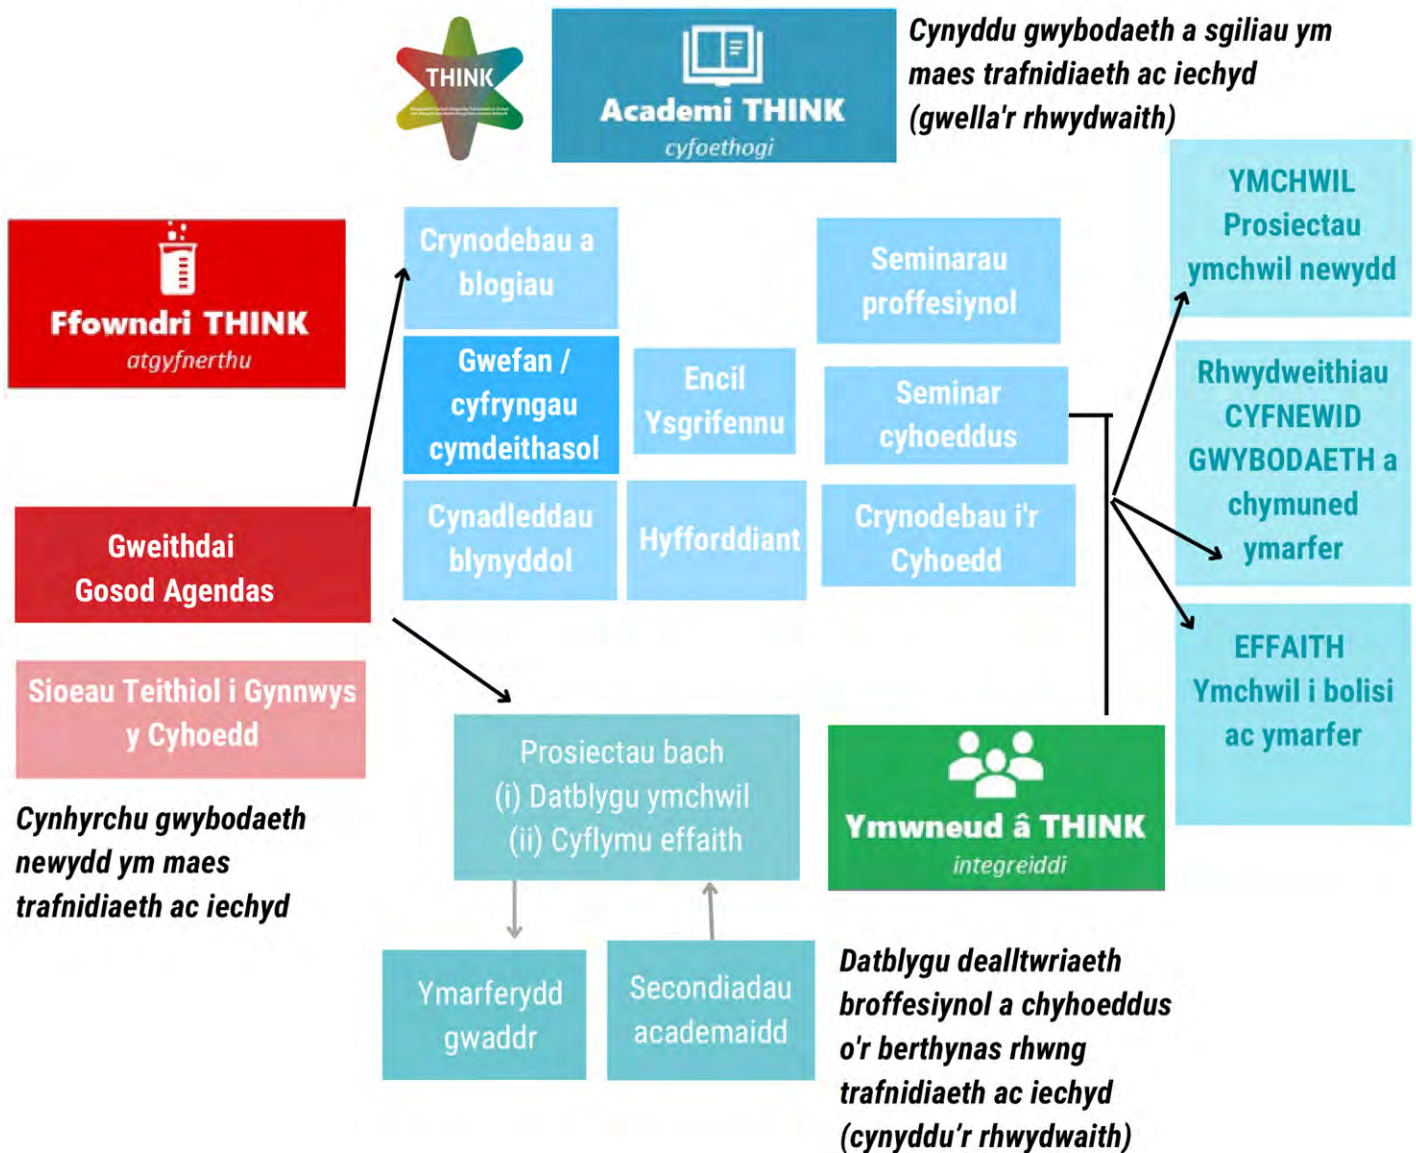 THINK
Academi THINK
cyfoethogi
Cynyddu gwybodaeth a sgiliau ym
maes trafnidiaeth ac iechyd
(gwella'r rhwydwaith)
Ffowndri THINK
atgyfnerthu
Gweithdai
Gosod Agendas
Sioeau Teithiol i Gynnwys
y Cyhoedd
Cynhyrchu gwybodaeth
newydd ym maes
trafnidiaeth ac iechyd
Crynodebau a
blogiau
Gwefan /
cyfryngau
cymdeithasol
Cynadleddau
blynyddol
Encil
Ysgrifennu
Hyfforddiant
Seminarau
proffesiynol
Seminar
cyhoeddus
Crynodebau i'r
Cyhoedd
YMCHWIL
Prosiectau
ymchwil newydd
Rhwydweithiau
CYFNEWID
GWYBODAETH a
chymuned
ymarfer
EFFAITH
Ymchwil i bolisi
ac ymarfer
Prosiectau bach
(i) Datblygu ymchwil
(ii) Cyflymu effaith
Ymarferydd
gwaddr
Secondiadau
academaidd
Ymwneud â THINK
integreiddi
Datblygu dealltwriaeth
broffesiynol a chyhoeddus
o'r berthynas rhwng
trafnidiaeth ac iechyd
(cynyddu’r rhwydwaith)